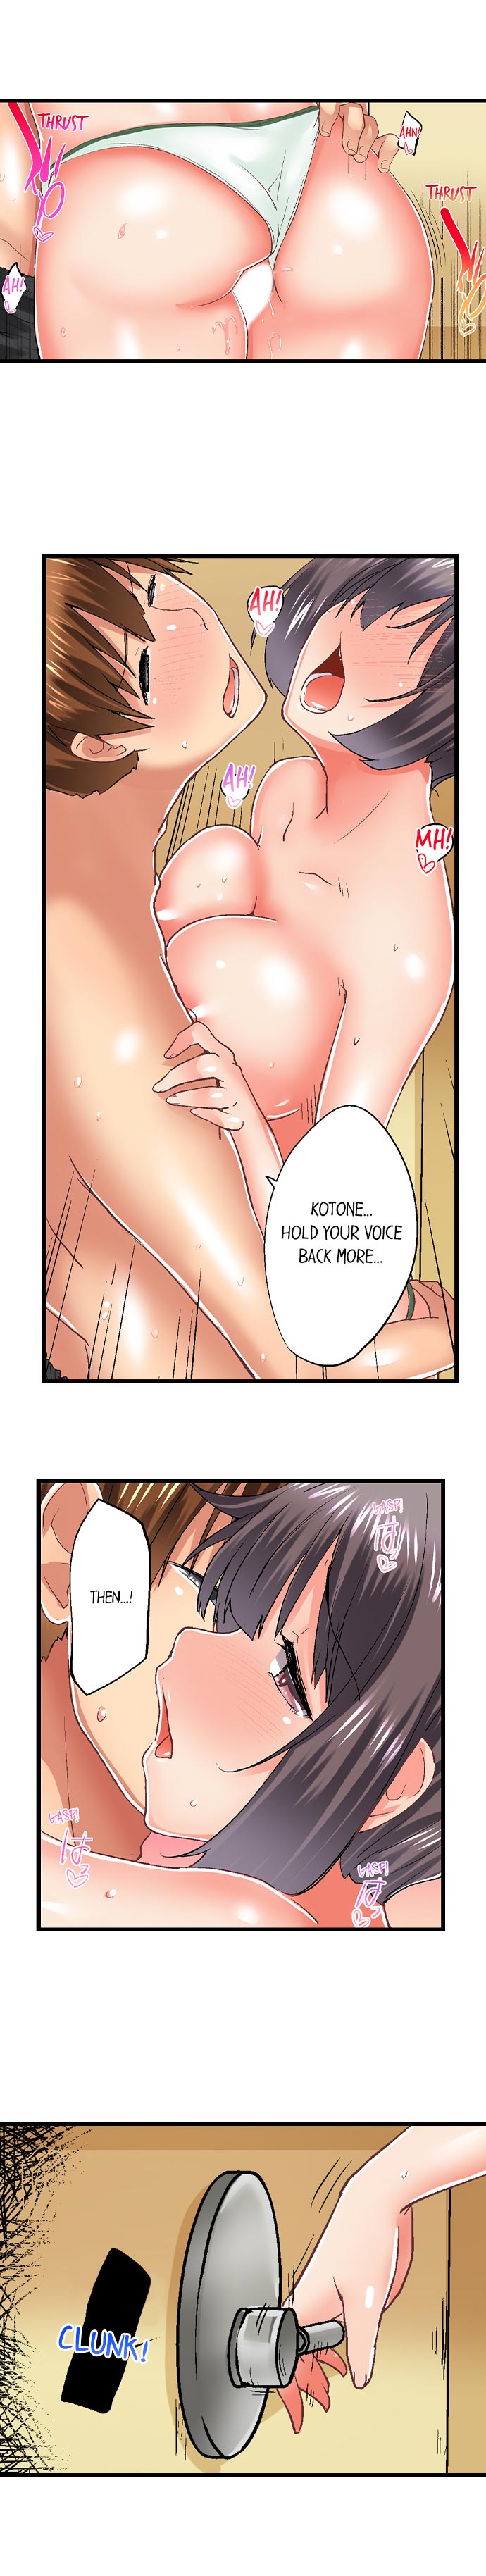 THRUST
AHN!
THRUST
AH!
AH!
AH!
MH!
KOTONE...
HOLD YOUR VOICE
BACK MORE...
GASP!
は
THEN...!
GASP!
は
GASP!
は
CLUNK!